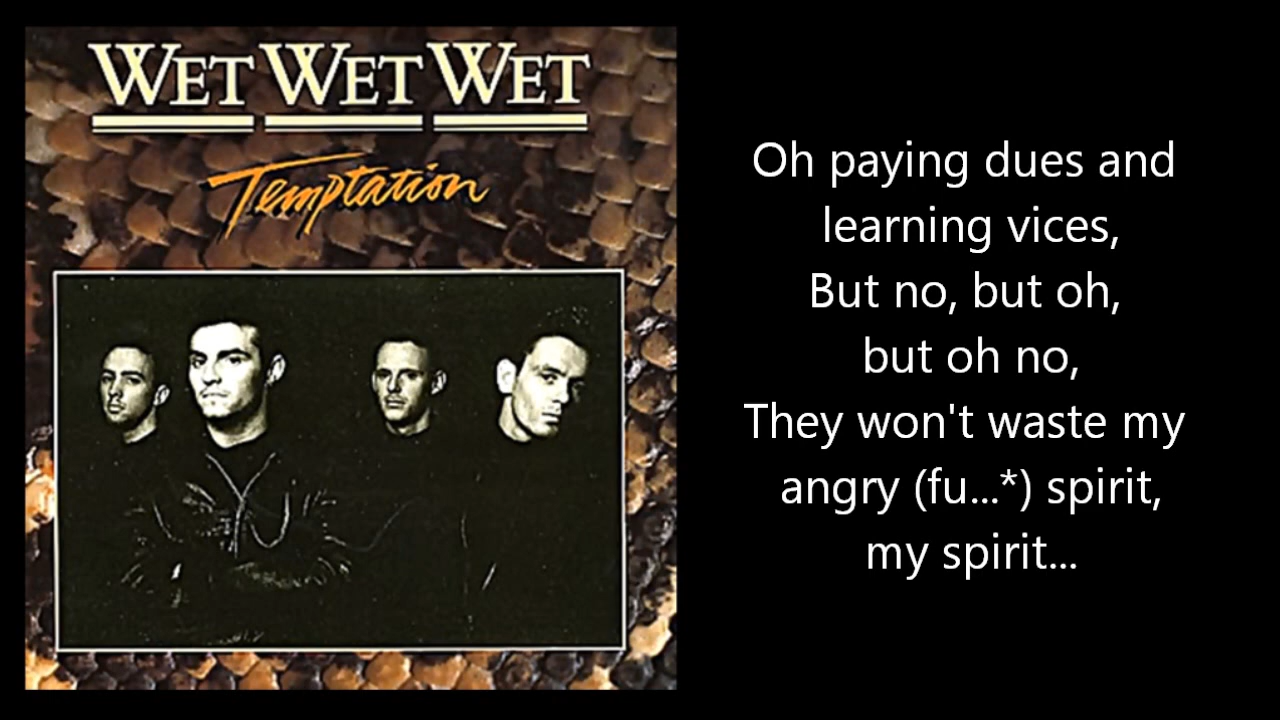 WET WET WET
Temptation
Oh paying dues and
learning vices,
But no, but oh,
but oh no,
They won't waste my
angry (fu...*) spirit,
my spirit...